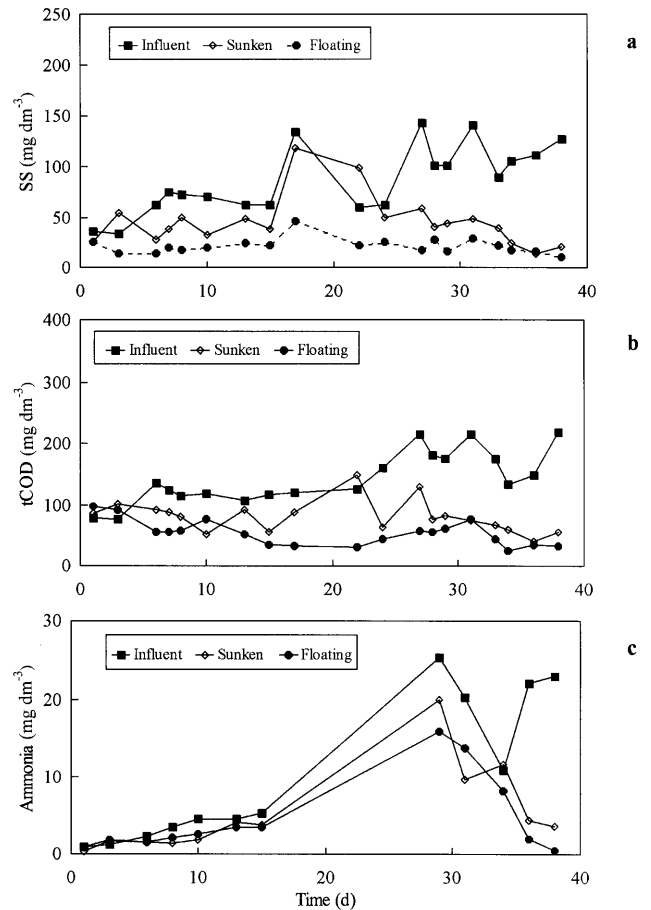 250
200
150
100
50
0
SS (mg dm-3)
Influent Sunken Floating
a
0 10 20 30 40
400
300
200
100
0
tCOD (mg dm-3)
Influent Sunken Floating
b
0 10 20 30 40
30
20
10
0
Ammonia (mg dm-3)
Influent Sunken Floating
c
0 10 20 30 40
Time (d)